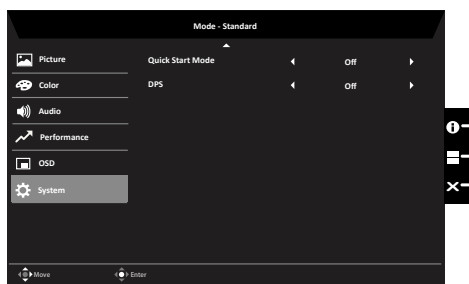 Mode - Standard
Picture
Quick Start Mode
Off
Color
DPS
Off
Audio
Performance
OSD
System
Move
Enter